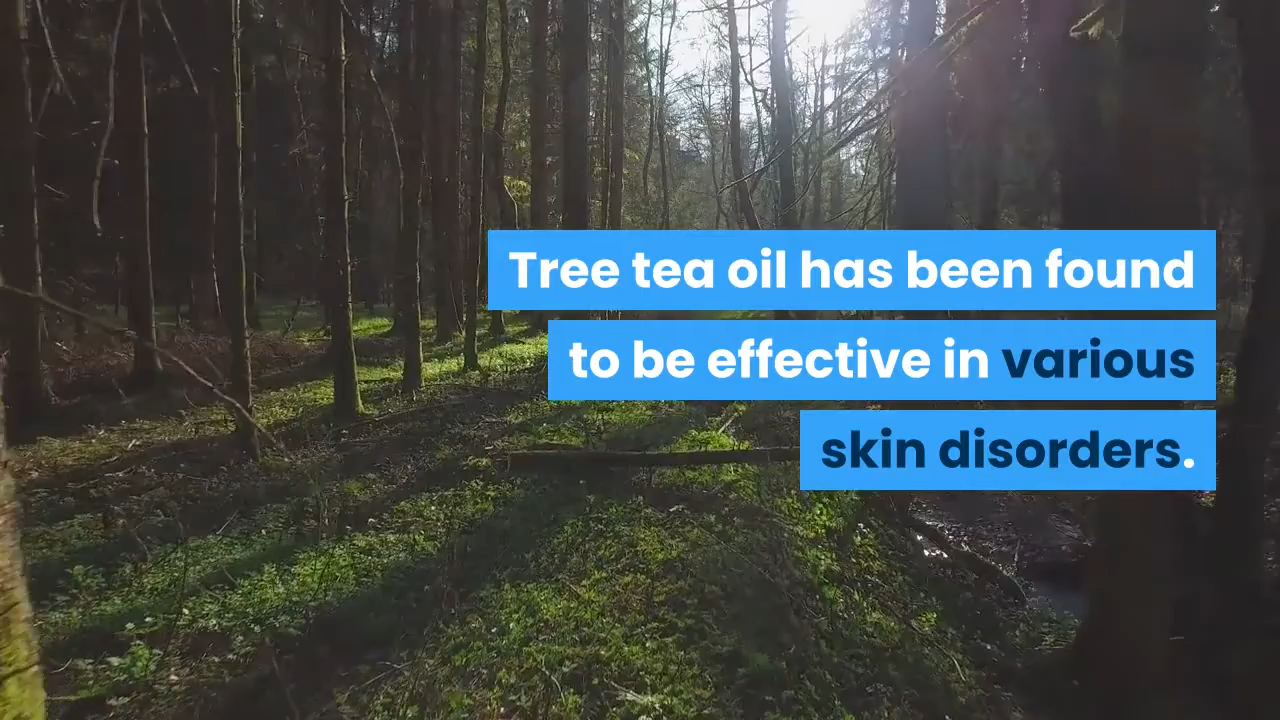 Tree tea oil has been found
to be effective in various
skin disorders.